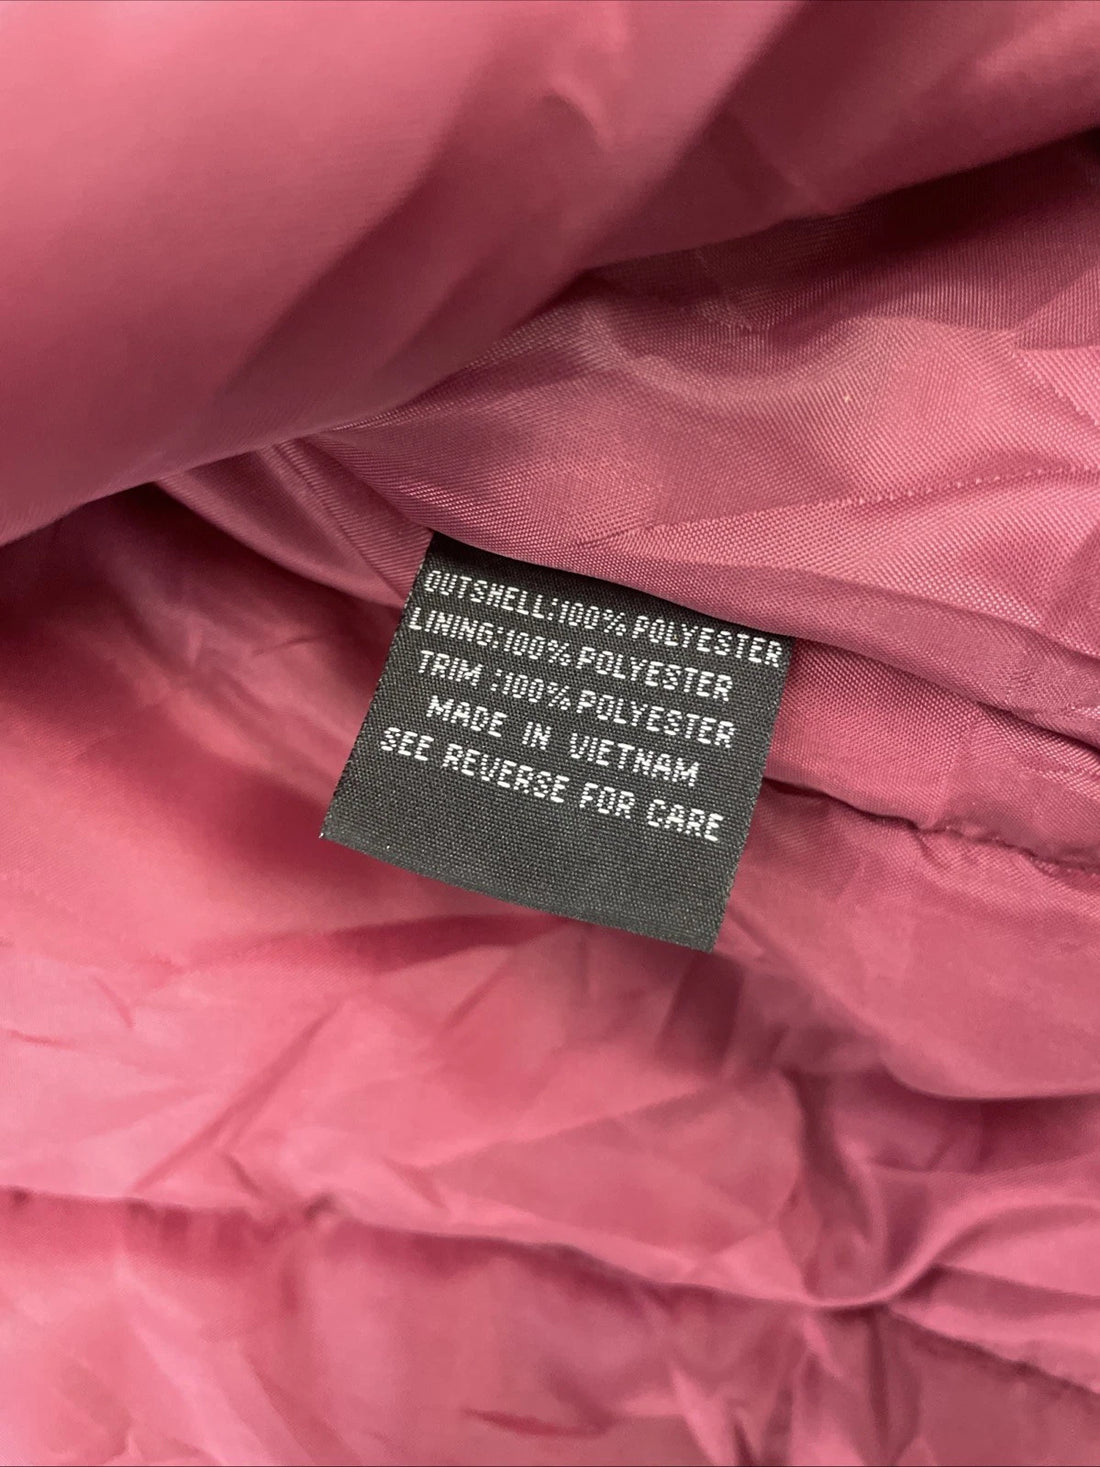 OUTSHELL:100% POLYESTER
LINING:100% POLYESTER
TRIM :100% POLYESTER
MADE IN VIETNAM
SEE REVERSE FOR CARE